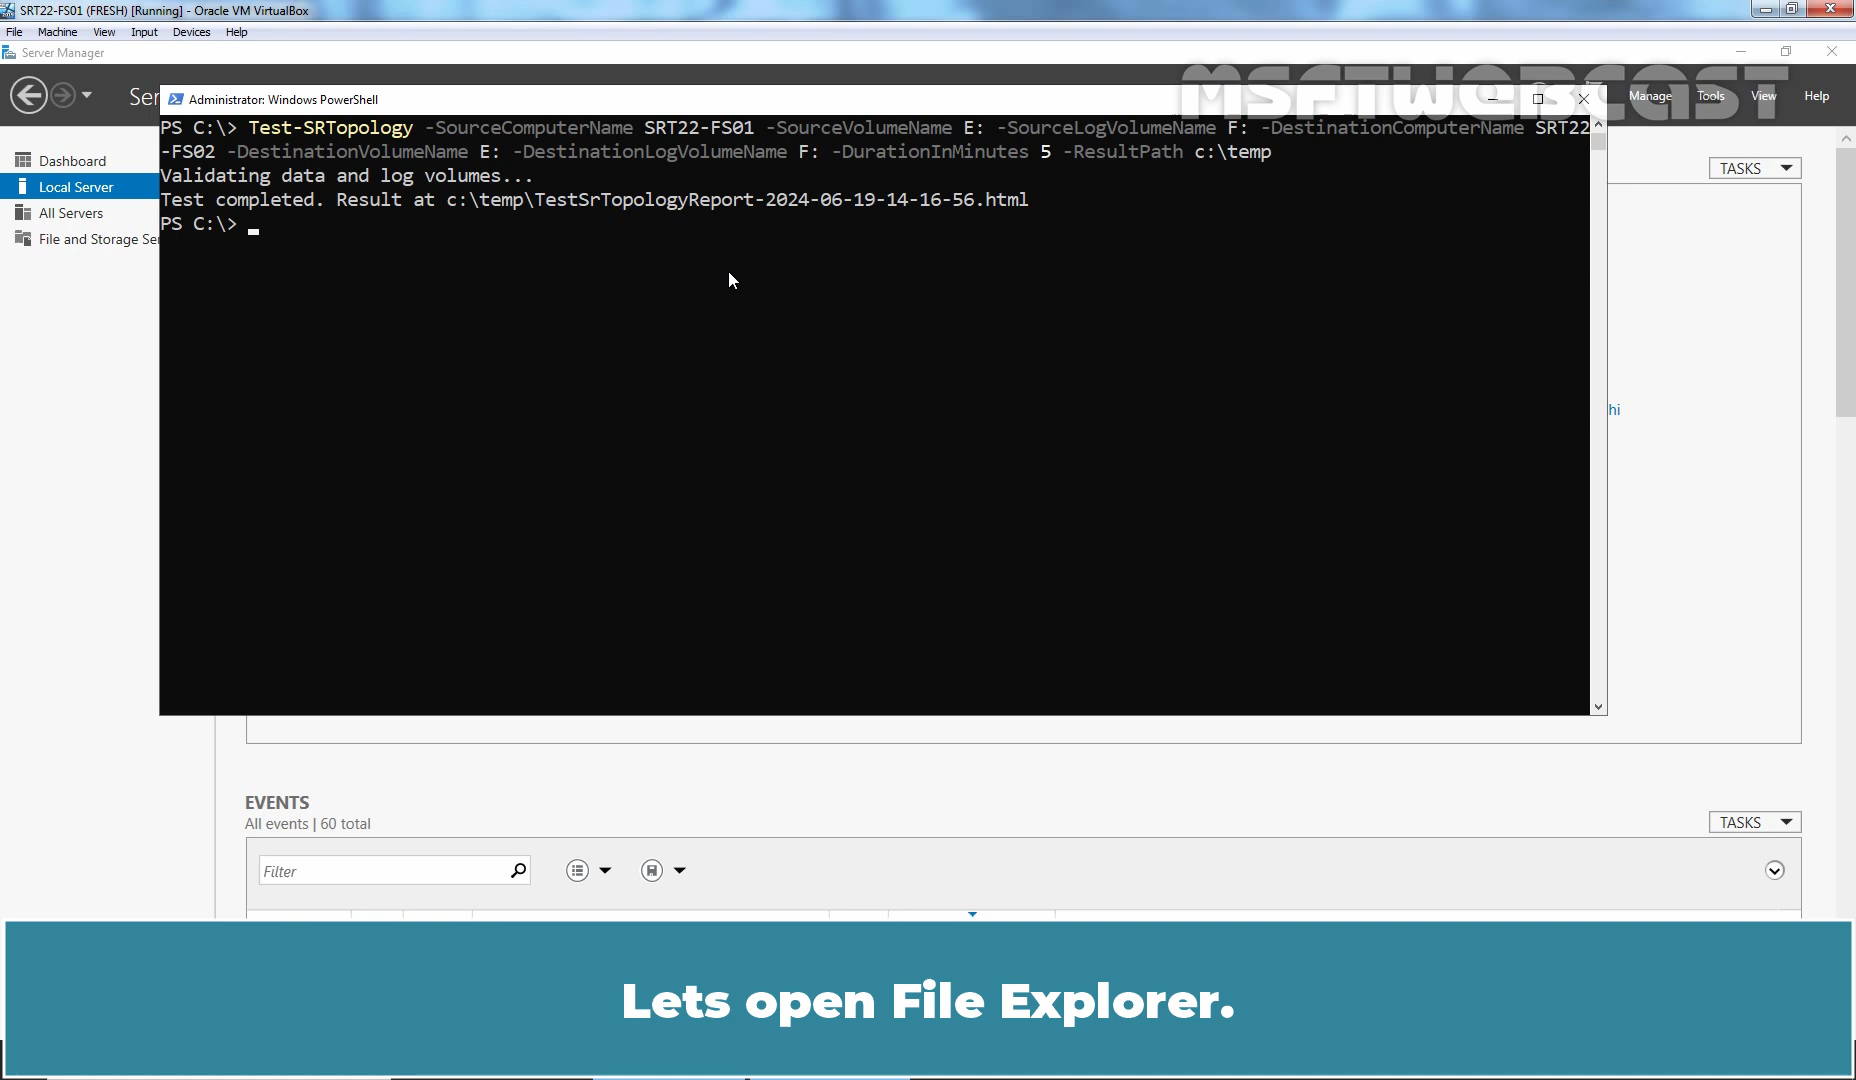 SRT22-FS01 (FRESH) [Running] - Oracle VM VirtualBox
File Machine View Input Devices Help
Server Manager
MSFTWEBCAST
Ser
Manage Tools View Help
Administrator: Windows PowerShell
PS C:\> Test-SRTopology -SourceComputerName SRT22-FS01 -SourceVolumeName E: -SourceLogVolumeName F: -DestinationComputerName SRT22
-FS02 -DestinationVolumeName E: -DestinationLogVolumeName F: -DurationInMinutes 5 -ResultPath c:\temp
Validating data and log volumes...
Test completed. Result at c:\temp\TestSrTopologyReport-2024-06-19-14-16-56.html
PS C:\>
Dashboard
Local Server
All Servers
File and Storage Ser
TASKS
hi
EVENTS
All events | 60 total
TASKS
Filter
Lets open File Explorer.